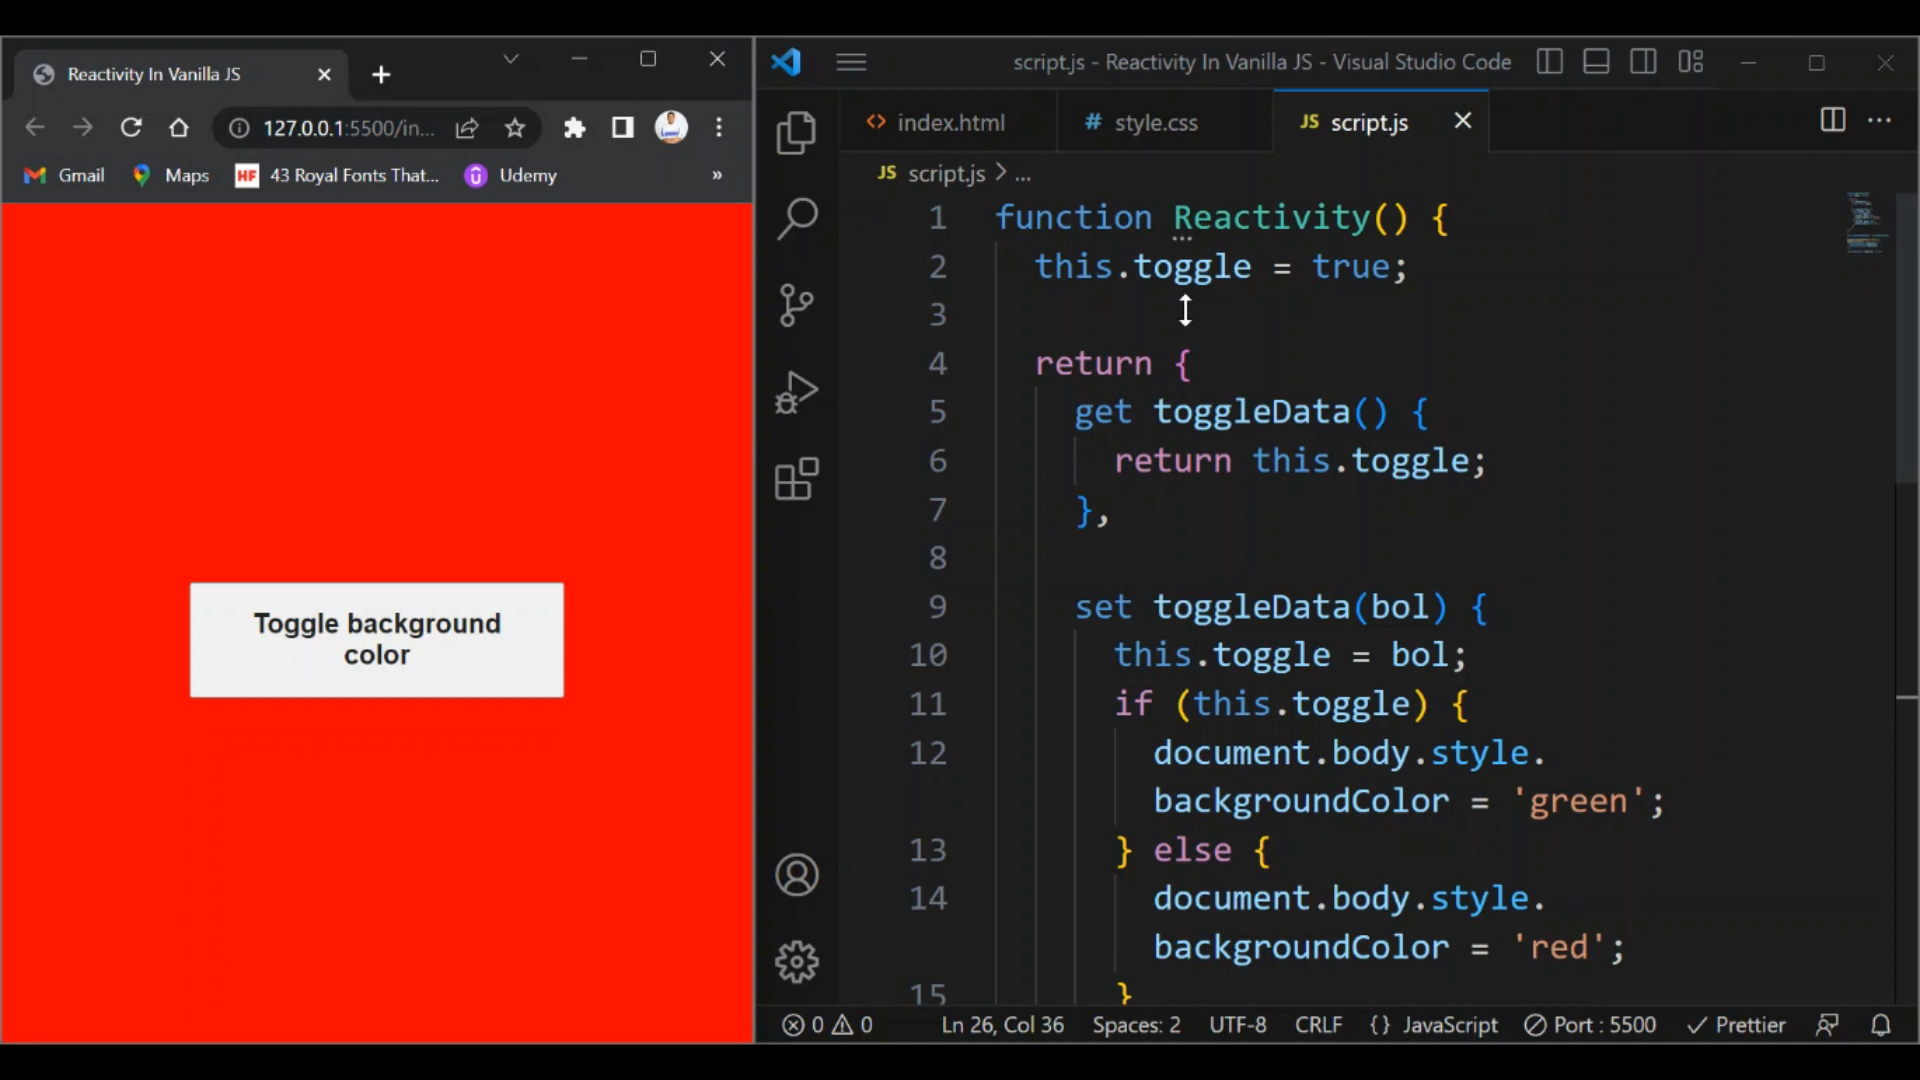 Reactivity In Vanilla JS
127.0.0.1:5500/in...
Gmail
Maps
HF 43 Royal Fonts That...
Udemy
»
Toggle background
color
script.js - Reactivity In Vanilla JS - Visual Studio Code
<> index.html
# style.css
JS script.js
JS script.js > ...
1 function Reactivity() {
2 this.toggle = true;
3
4 return {
5 get toggleData() {
6 return this.toggle;
7 },
8
9 set toggleData(bol) {
10 this.toggle = bol;
11 if (this.toggle) {
12 document.body.style.
backgroundColor = 'green';
13 } else {
14 document.body.style.
backgroundColor = 'red';
15 }
0 0 Ln 26, Col 36 Spaces: 2 UTF-8 CRLF {} JavaScript Port : 5500 Prettier